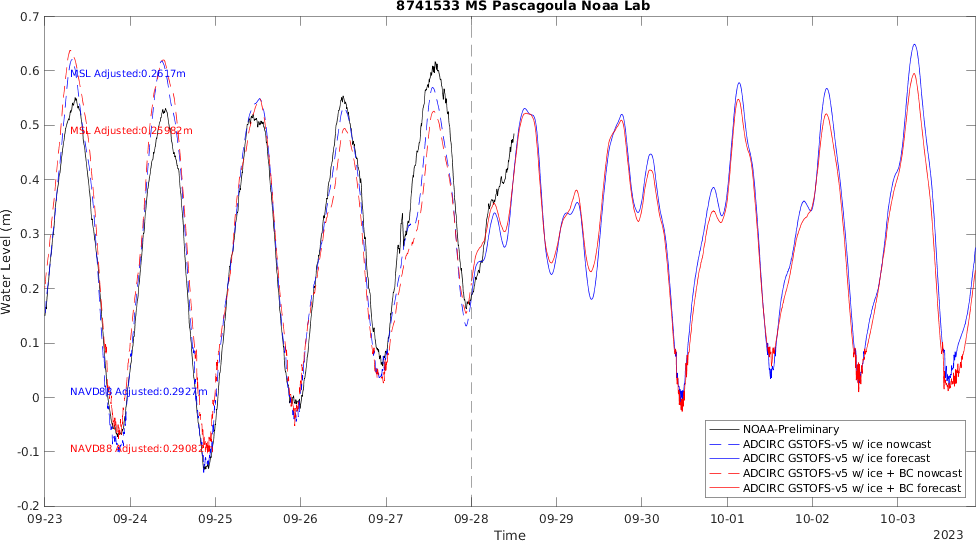 8741533 MS Pascagoula Noaa Lab
0.7
0.6
0.5
0.4
0.3
0.2
0.1
0
-0.1
-0.2
Water Level (m)
MSL Adjusted:0.2617m
MSL Adjusted:0.25982m
NAVD88 Adjusted:0.2927m
NAVD88 Adjusted:0.29082m
NOAA-Preliminary
ADCIRC GSTOFS-v5 w/ ice nowcast
ADCIRC GSTOFS-v5 w/ ice forecast
ADCIRC GSTOFS-v5 w/ ice + BC nowcast
ADCIRC GSTOFS-v5 w/ ice + BC forecast
09-23 09-24 09-25 09-26 09-27 09-28 09-29 09-30 10-01 10-02 10-03
Time
2023